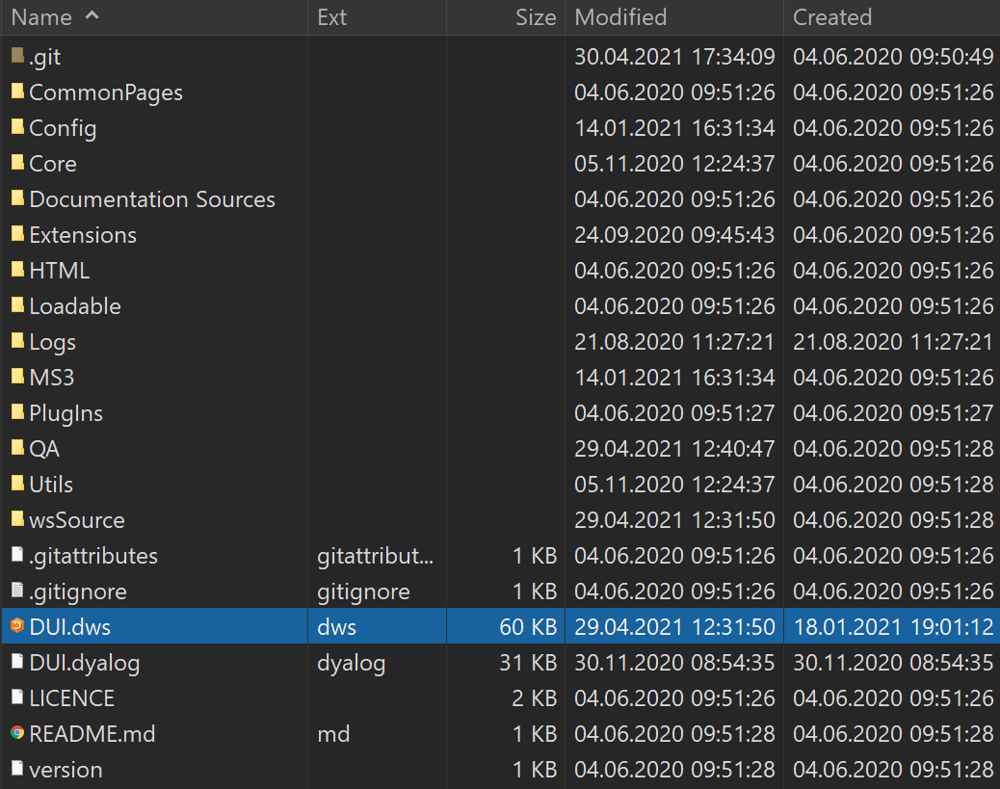 Name Ext Size Modified Created
.git 30.04.2021 17:34:09 04.06.2020 09:50:49
CommonPages 04.06.2020 09:51:26 04.06.2020 09:51:26
Config 14.01.2021 16:31:34 04.06.2020 09:51:26
Core 05.11.2020 12:24:37 04.06.2020 09:51:26
Documentation Sources 04.06.2020 09:51:26 04.06.2020 09:51:26
Extensions 24.09.2020 09:45:43 04.06.2020 09:51:26
HTML 04.06.2020 09:51:26 04.06.2020 09:51:26
Loadable 04.06.2020 09:51:26 04.06.2020 09:51:26
Logs 21.08.2020 11:27:21 21.08.2020 11:27:21
MS3 14.01.2021 16:31:34 04.06.2020 09:51:26
PlugIns 04.06.2020 09:51:27 04.06.2020 09:51:27
QA 29.04.2021 12:40:47 04.06.2020 09:51:28
Utils 05.11.2020 12:24:37 04.06.2020 09:51:28
wsSource 29.04.2021 12:31:50 04.06.2020 09:51:28
.gitattributes gitattribut... 1 KB 04.06.2020 09:51:26 04.06.2020 09:51:26
.gitignore gitignore 1 KB 04.06.2020 09:51:26 04.06.2020 09:51:26
DUI.dws dws 60 KB 29.04.2021 12:31:50 18.01.2021 19:01:12
DUI.dyalog dyalog 31 KB 30.11.2020 08:54:35 30.11.2020 08:54:35
LICENCE 2 KB 04.06.2020 09:51:26 04.06.2020 09:51:26
README.md md 1 KB 04.06.2020 09:51:28 04.06.2020 09:51:28
version 1 KB 04.06.2020 09:51:28 04.06.2020 09:51:28